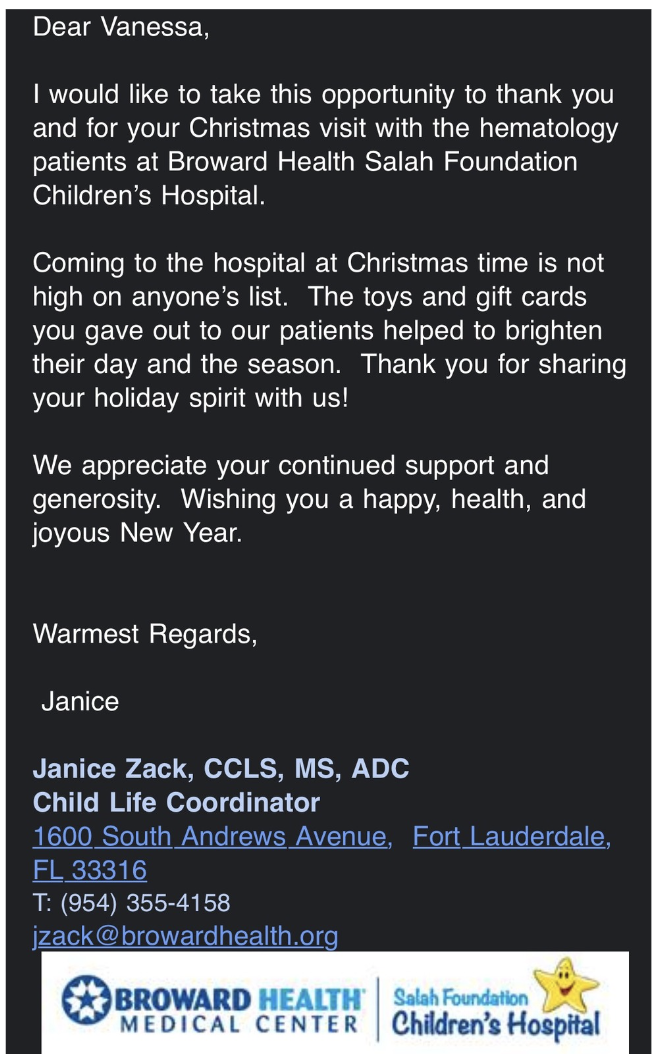 Dear Vanessa,
I would like to take this opportunity to thank you
and for your Christmas visit with the hematology
patients at Broward Health Salah Foundation
Children’s Hospital.
Coming to the hospital at Christmas time is not
high on anyone’s list.  The toys and gift cards
you gave out to our patients helped to brighten
their day and the season.  Thank you for sharing
your holiday spirit with us!
We appreciate your continued support and
generosity.  Wishing you a happy, health, and
joyous New Year.
Warmest Regards,
Janice
Janice Zack, CCLS, MS, ADC
Child Life Coordinator
1600 South Andrews Avenue,  Fort Lauderdale,
FL 33316
T: (954) 355-4158
jzack@browardhealth.org
BROWARD HEALTH
MEDICAL CENTER
Salah Foundation
Children's Hospital